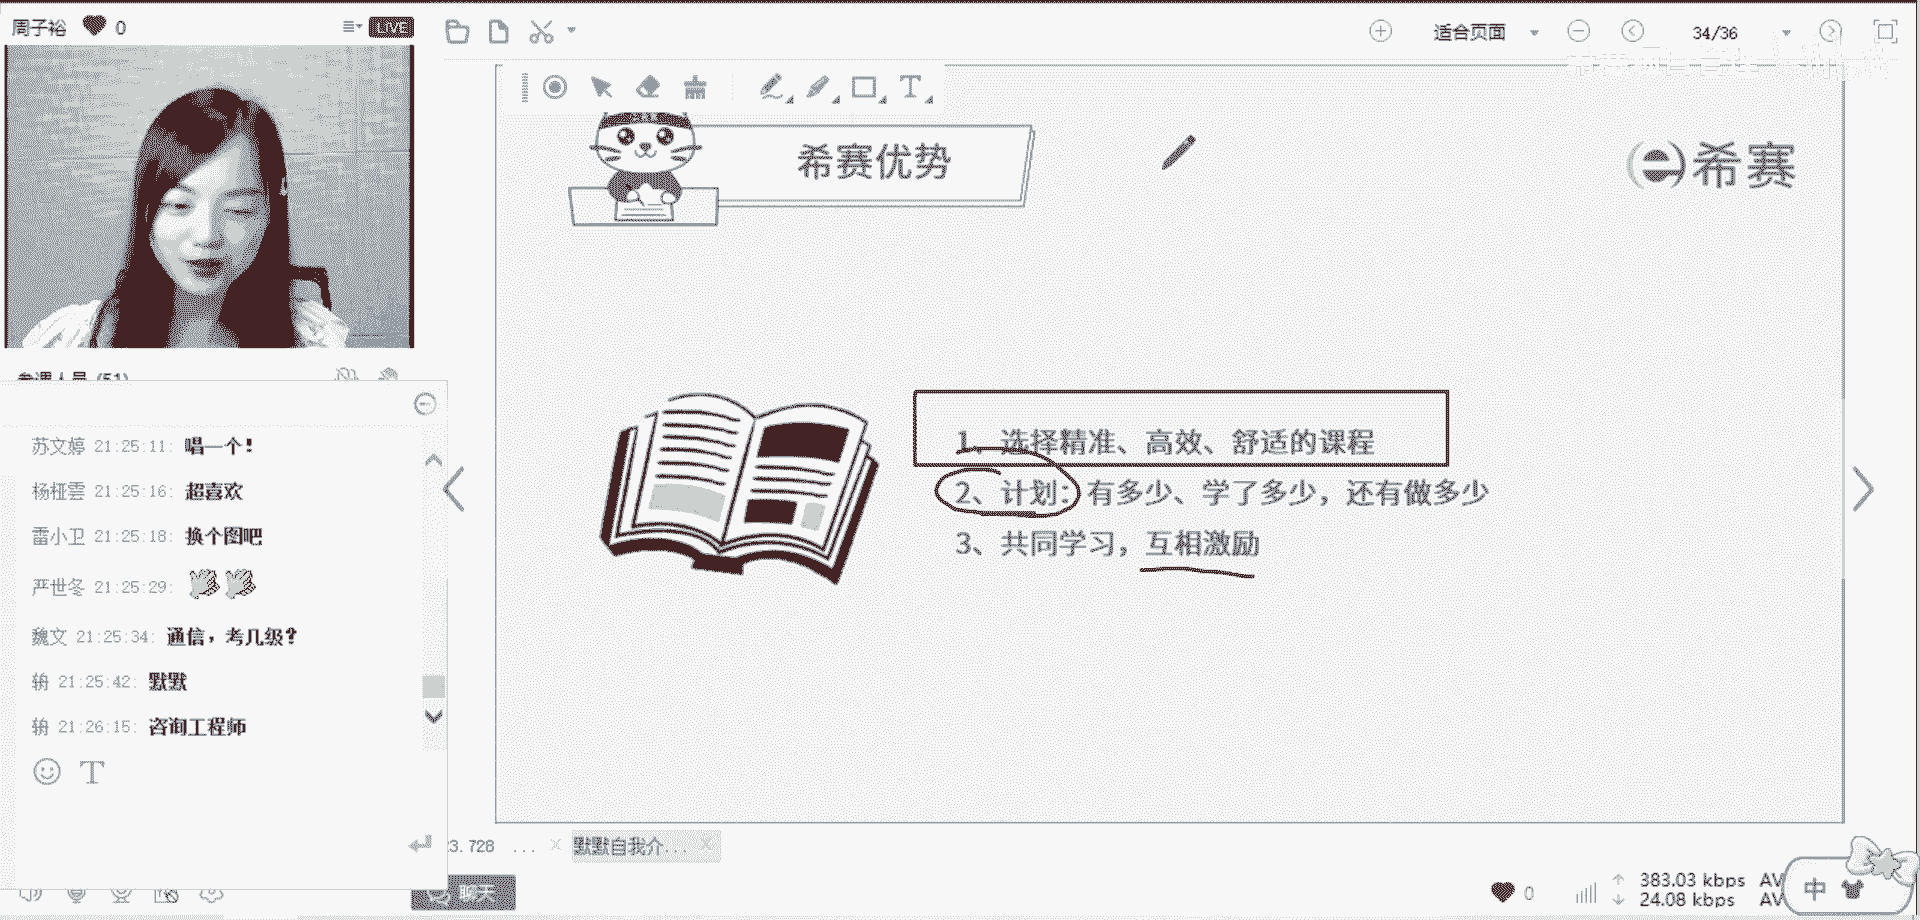 周子裕 0
LIVE
适合页面
34/36
希赛优势
希赛
参课人员 (51)
苏文婷 21:25:11: 唱一个!
杨桠雲 21:25:16: 超喜欢
雷小卫 21:25:18: 换个图吧
严世冬 21:25:29:
魏文 21:25:34: 通信，考几级?
21:25:42: 默默
21:26:15: 咨询工程师
1、选择精准、高效、舒适的课程
2、计划：有多少、学了多少，还有做多少
3、共同学习，互相激励
T
3.728 ...
默默自我介...
聊天
0
383.03 kbps AV
24.08 kbps AV
中